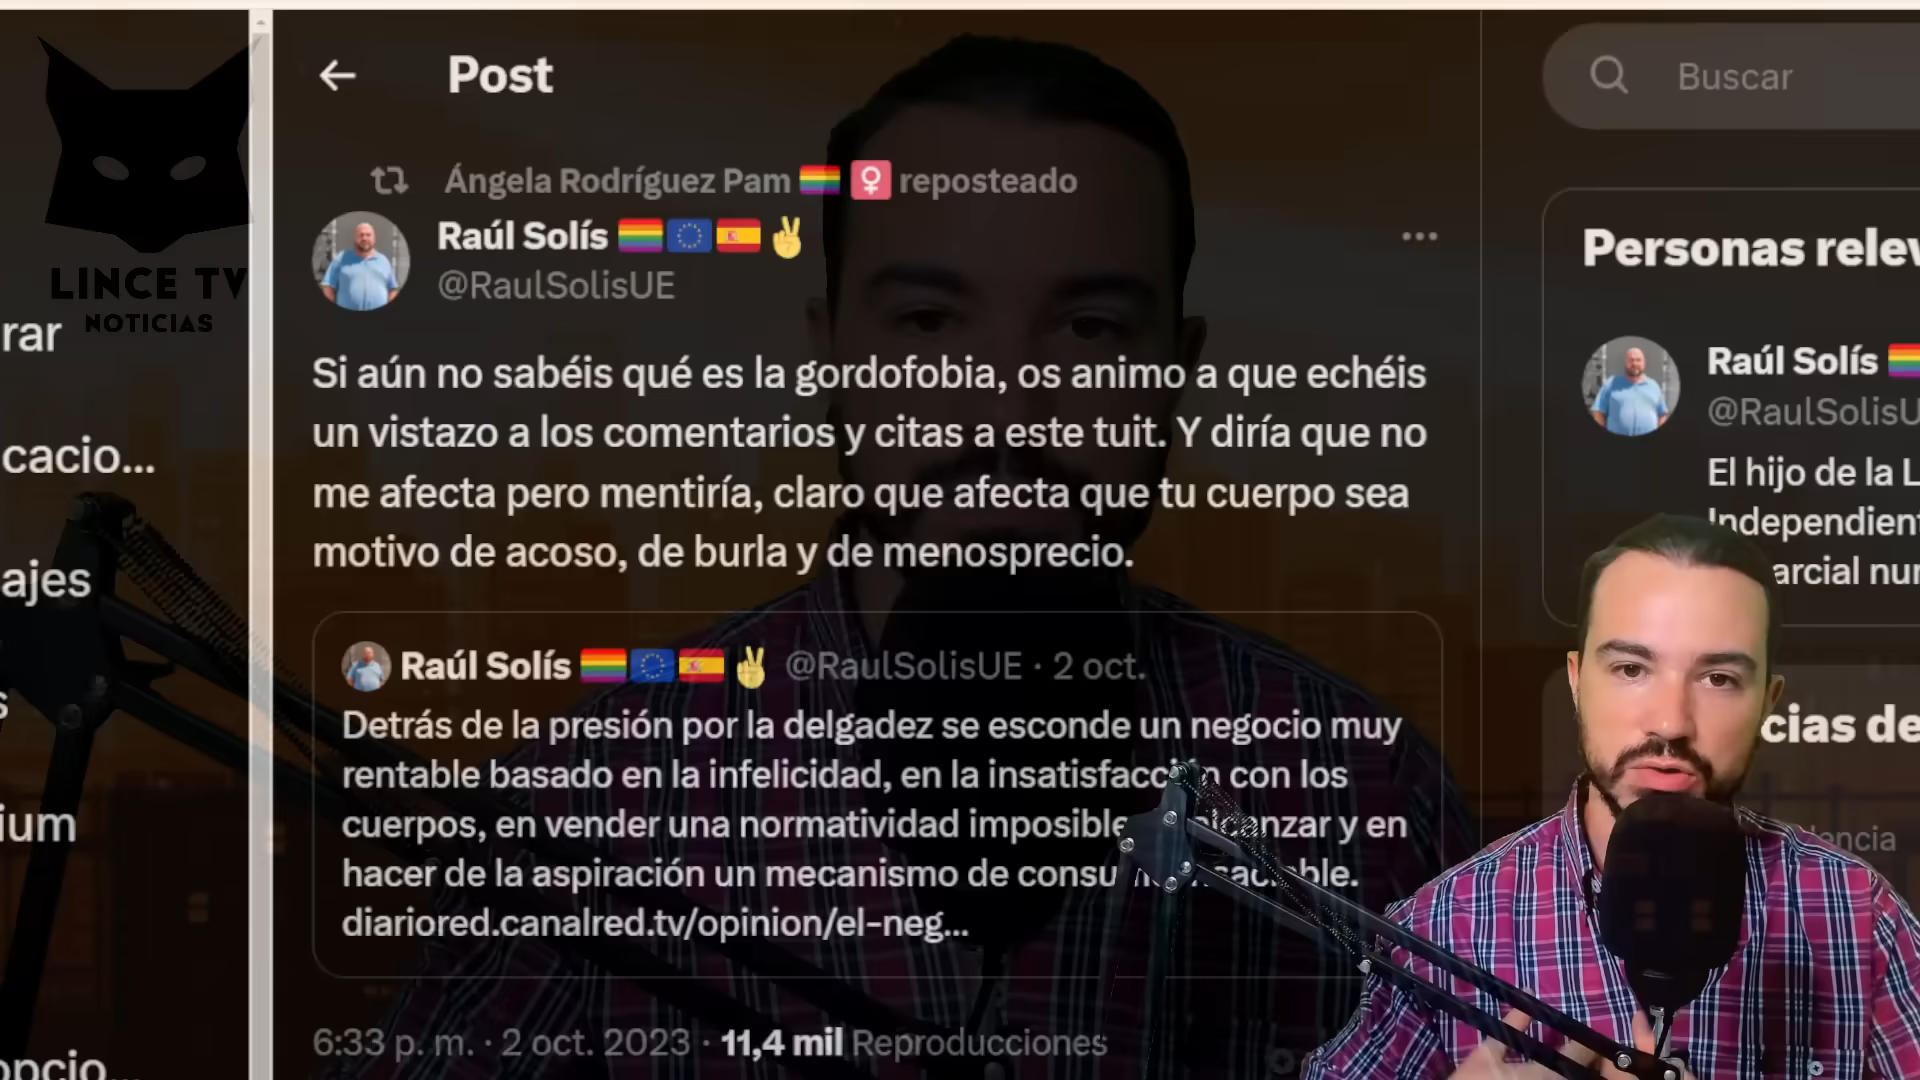 LINCE TV
NOTICIAS
rar
cacio...
ajes
s
ium
opcio...
Post
Ángela Rodríguez Pam reposteado
Raúl Solís
@RaulSolisUE
Si aún no sabéis qué es la gordofobia, os animo a que echéis
un vistazo a los comentarios y citas a este tuit. Y diría que no
me afecta pero mentiría, claro que afecta que tu cuerpo sea
motivo de acoso, de burla y de menosprecio.
Raúl Solís @RaulSolisUE · 2 oct.
Detrás de la presión por la delgadez se esconde un negocio muy
rentable basado en la infelicidad, en la insatisfacción con los
cuerpos, en vender una normatividad imposible alcanzar y en
hacer de la aspiración un mecanismo de consu
diariored.canalred.tv/opinion/el-neg...
6:33 p. m. · 2 oct. 2023 · 11,4 mil Reproducciones
Buscar
Personas relev
Raúl Solís
@RaulSolisU
El hijo de la L
Independient
arcial nur
cias de
encia